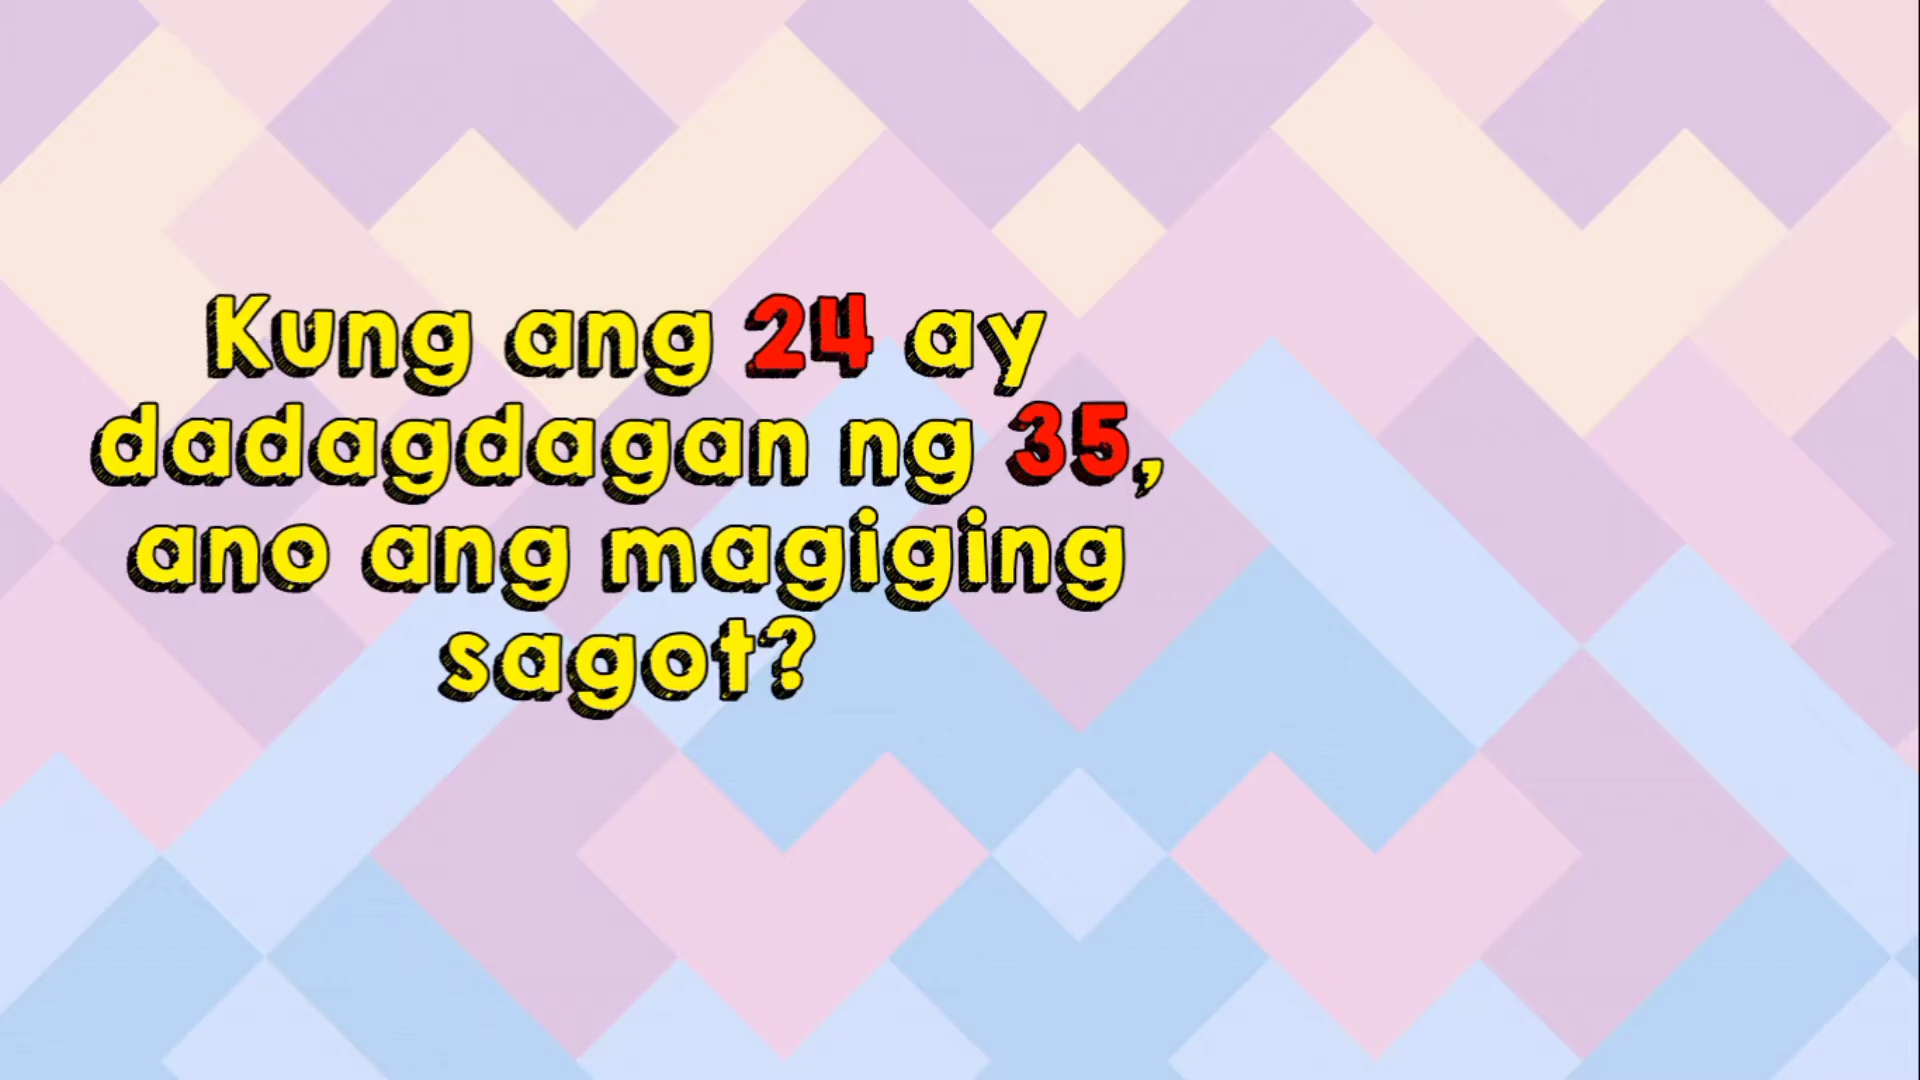 Kung ang 24 ay
dadagdagan ng 35,
ano ang magiging
sagot?